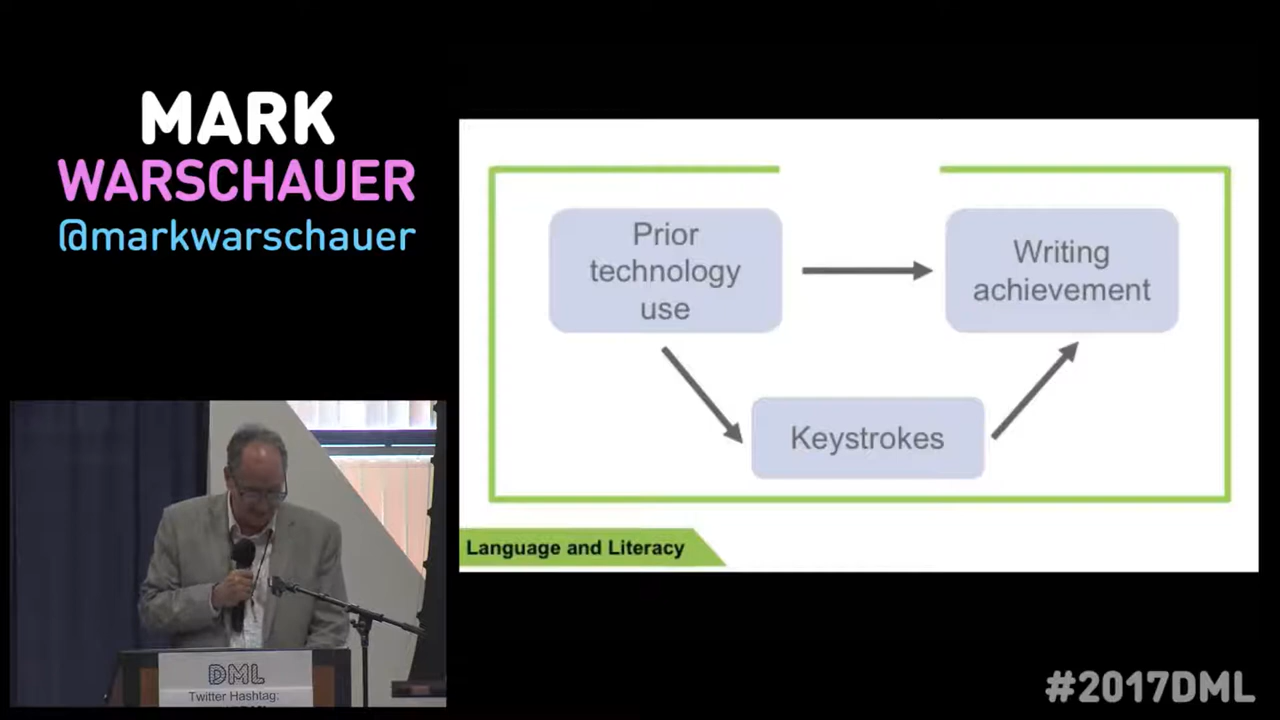 MARK
WARSCHAUER
@markwarschauer
Prior
technology
use
Writing
achievement
Keystrokes
Language and Literacy
DML
Twitter Hashtag:
#2017DML